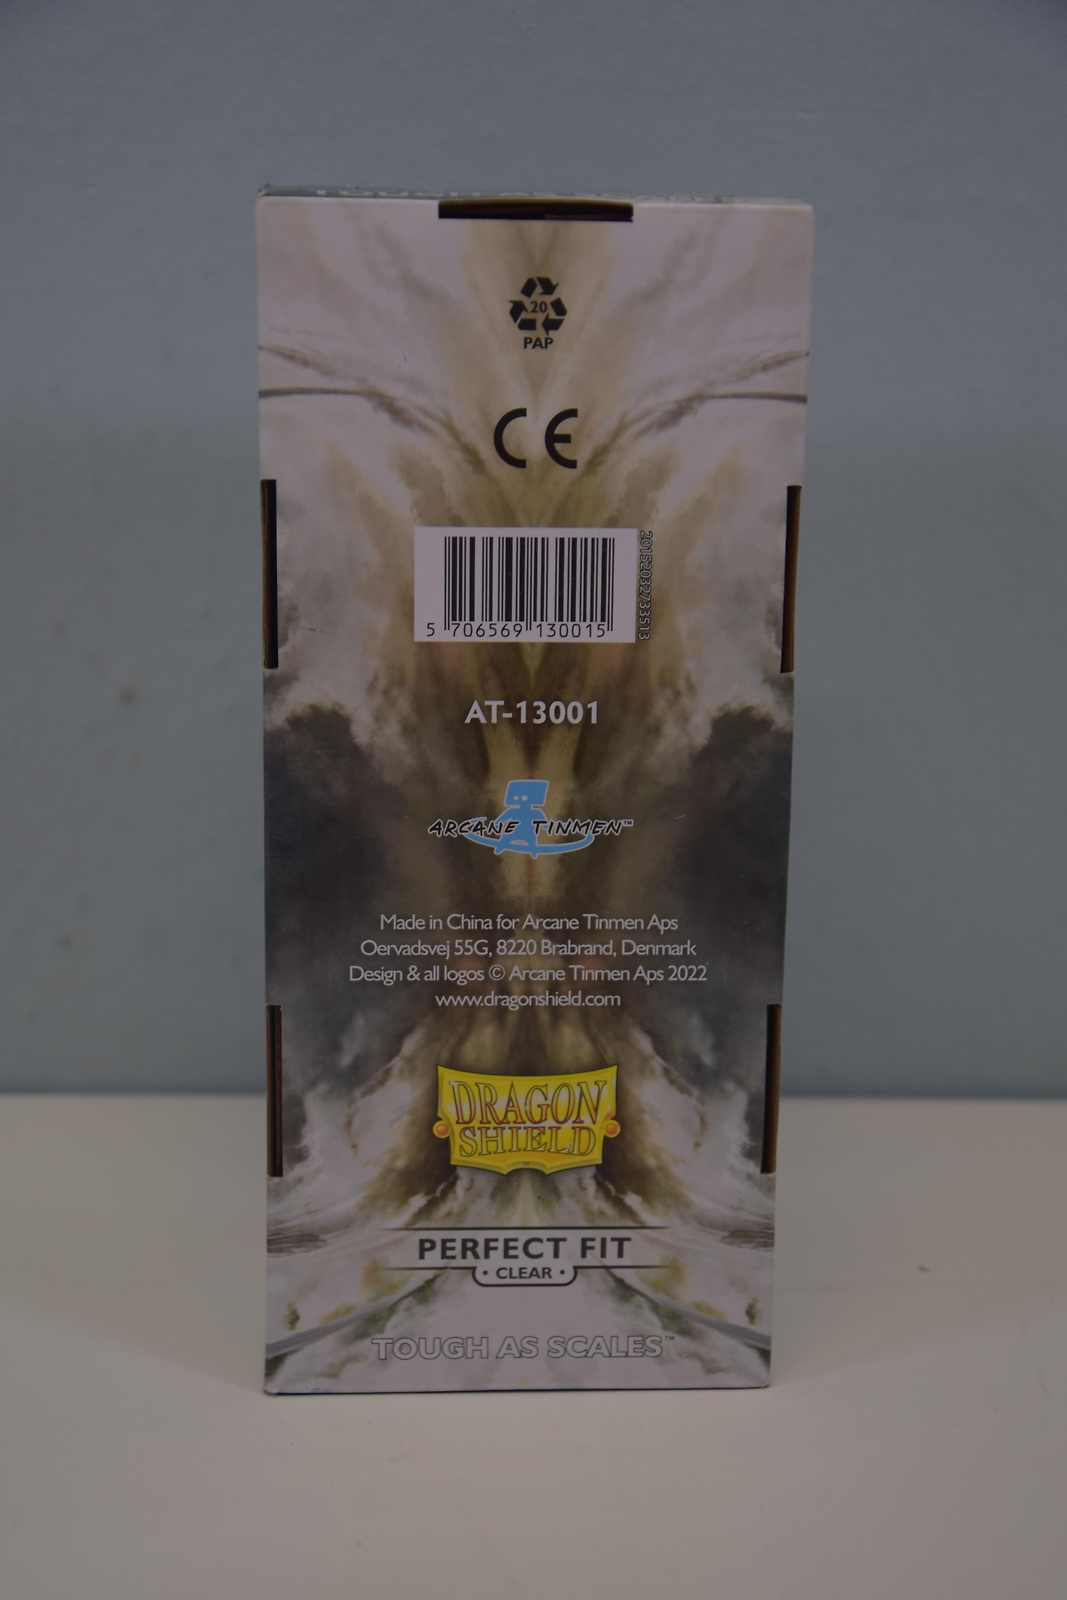 20
PAP
CE
5 706569 130015
20152032733513
AT-13001
ARCANE TINMEN™
Made in China for Arcane Tinmen Aps
Oervadsvej 55G, 8220 Brabrand, Denmark
Design & all logos © Arcane Tinmen Aps 2022
www.dragonshield.com
DRAGON
SHIELD
PERFECT FIT
• CLEAR •
TOUGH AS SCALES™